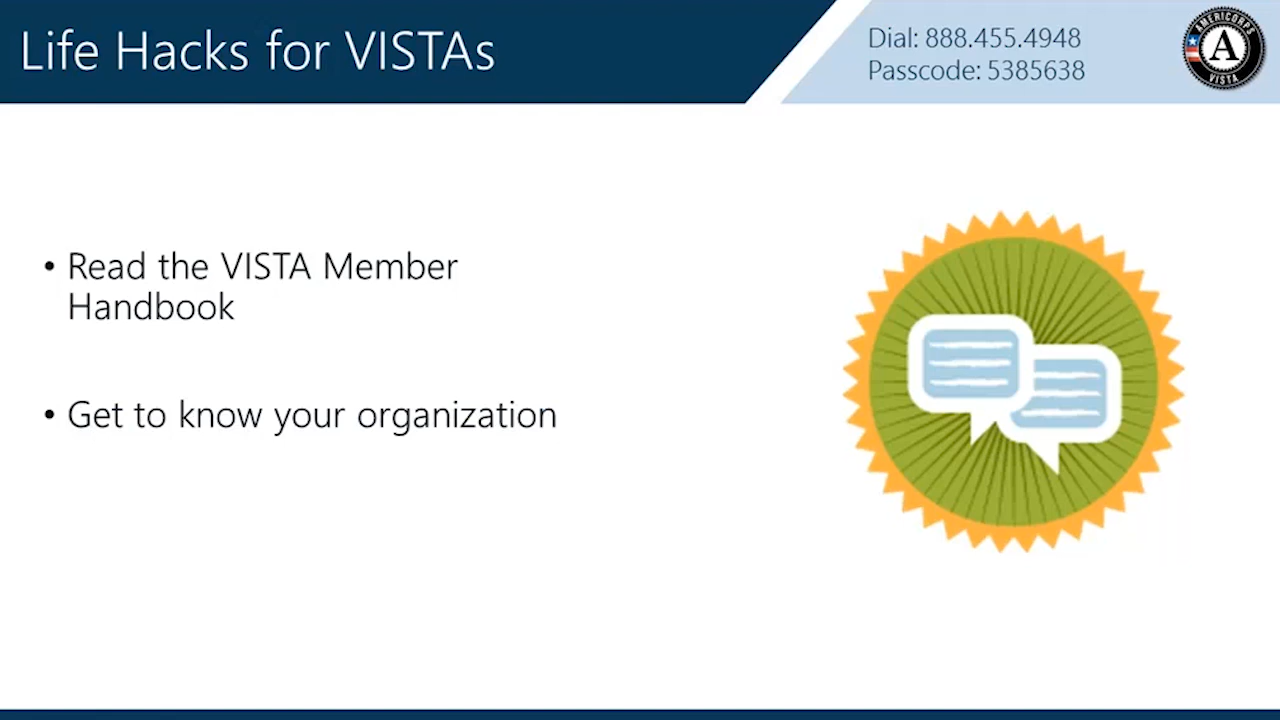 Life Hacks for VISTAs
Dial: 888.455.4948
Passcode: 5385638
AMERICORPS
A
VISTA
• Read the VISTA Member
Handbook
• Get to know your organization